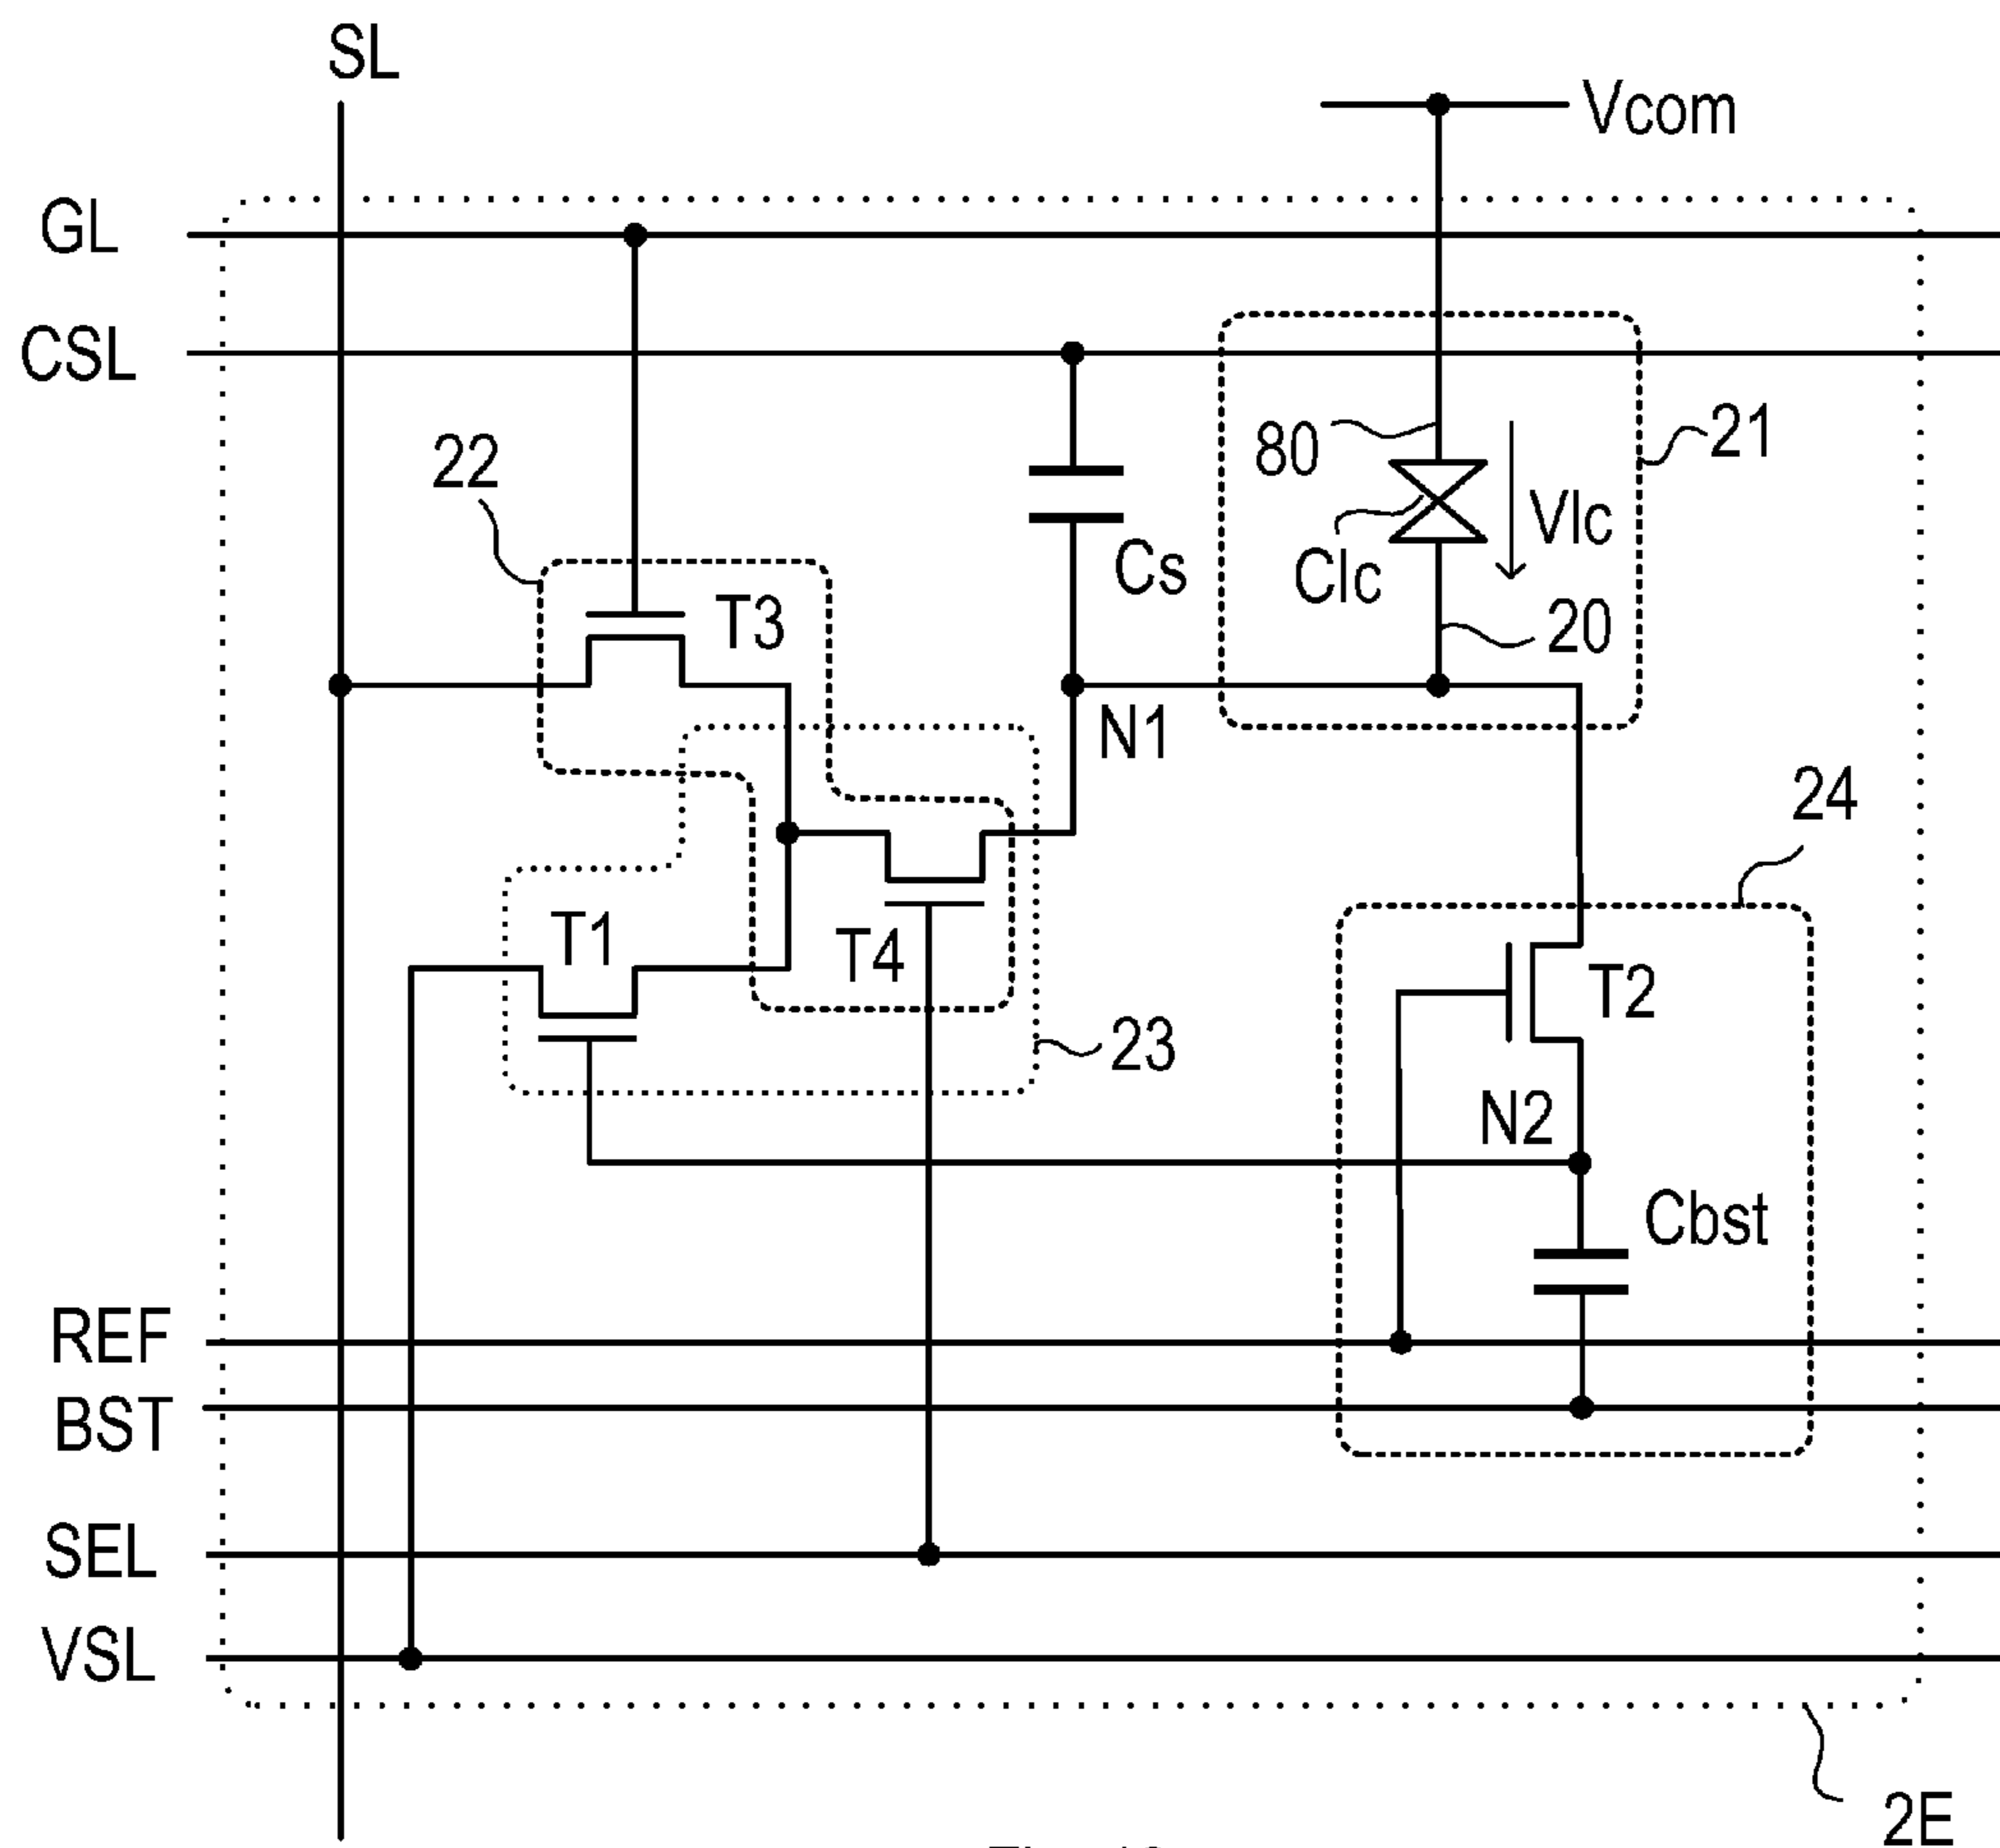 SL
Vcom
GL
CSL
22
80
21
Vlc
Clc
Cs
20
T3
N1
24
T1
T4
T2
23
N2
Cbst
REF
BST
SEL
VSL
2E